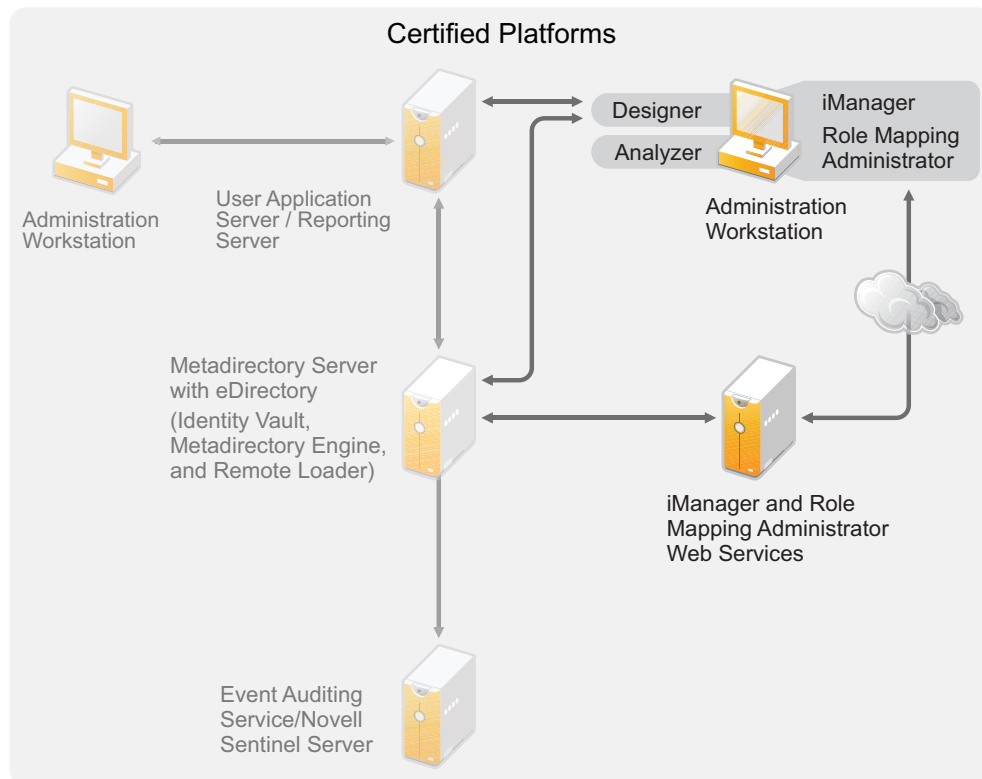 Certified Platforms
Designer
Analyzer
iManager
Role Mapping
Administrator
Administration
Workstation
User Application
Server / Reporting
Server
Administration
Workstation
Metadirectory Server
with eDirectory
(Identity Vault,
Metadirectory Engine,
and Remote Loader)
iManager and Role
Mapping Administrator
Web Services
Event Auditing
Service/Novell
Sentinel Server